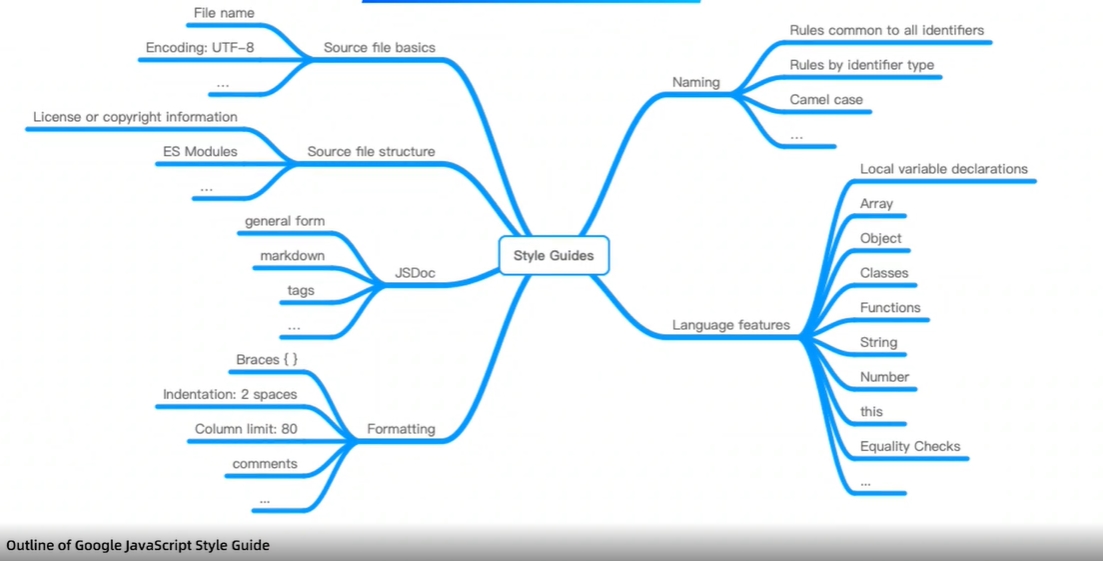 File name
Encoding: UTF-8
...
Source file basics
License or copyright information
ES Modules
...
Source file structure
general form
markdown
tags
...
JSDoc
Braces { }
Indentation: 2 spaces
Column limit: 80
comments
...
Formatting
Style Guides
Naming
Rules common to all identifiers
Rules by identifier type
Camel case
...
Language features
Local variable declarations
Array
Object
Classes
Functions
String
Number
this
Equality Checks
...
Outline of Google JavaScript Style Guide